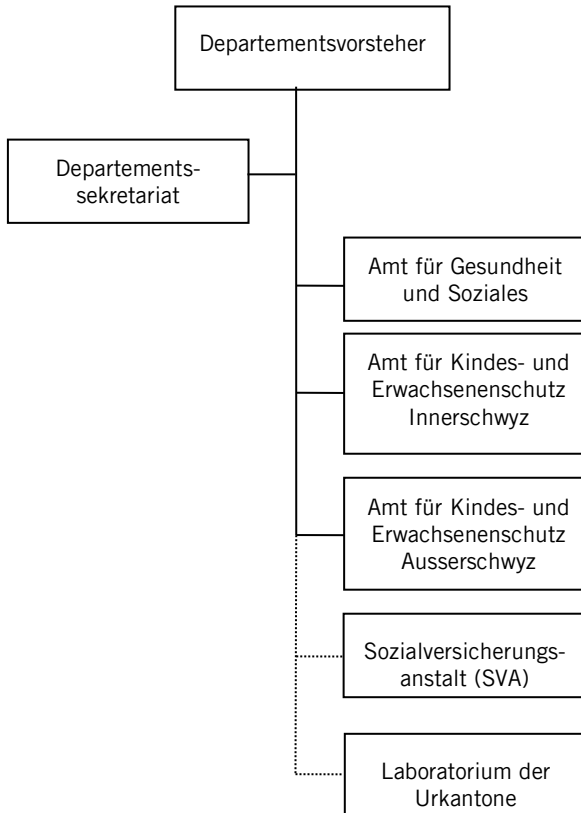 Departementsvorsteher
Departements-
sekretariat
Amt für Gesundheit
und Soziales
Amt für Kindes- und
Erwachsenenschutz
Innerschwyz
Amt für Kindes- und
Erwachsenenschutz
Ausserschwyz
Sozialversicherungs-
anstalt (SVA)
Laboratorium der
Urkantone